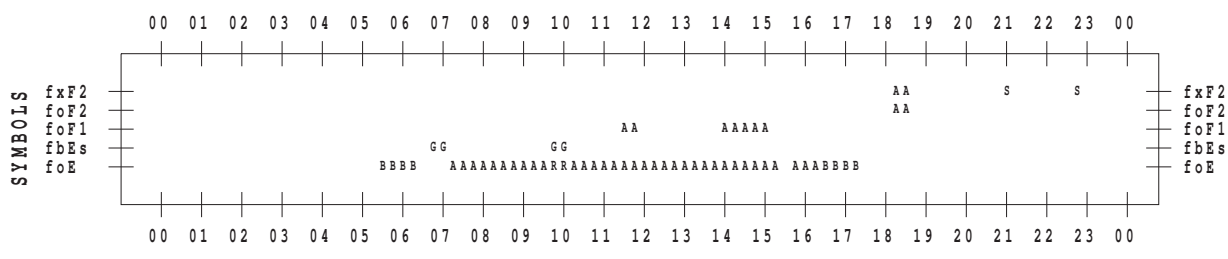 00 01 02 03 04 05 06 07 08 09 10 11 12 13 14 15 16 17 18 19 20 21 22 23 00
SYMBOLS
fxF2 AA S S fxF2
foF2 AA foF2
foF1 AA AAAAA foF1
fbEs GG GG fbEs
foE BBBB AAAAAAAAAARRAAAAAAAAAAAAAAAAAAAAA AAABBBB foE
00 01 02 03 04 05 06 07 08 09 10 11 12 13 14 15 16 17 18 19 20 21 22 23 00